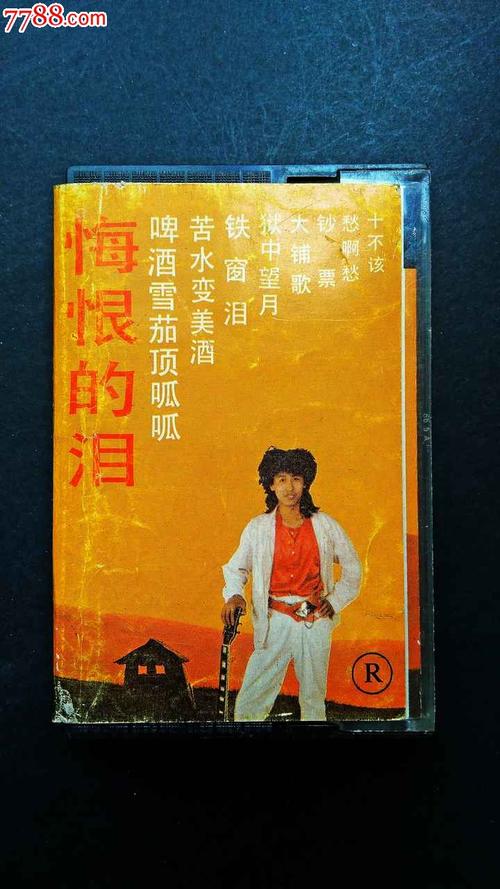 7788.com
十不该
愁啊愁
钞票
大铺歌
狱中望月
铁窗泪
苦水变美酒
啤酒雪茄顶呱呱
悔恨的泪
R